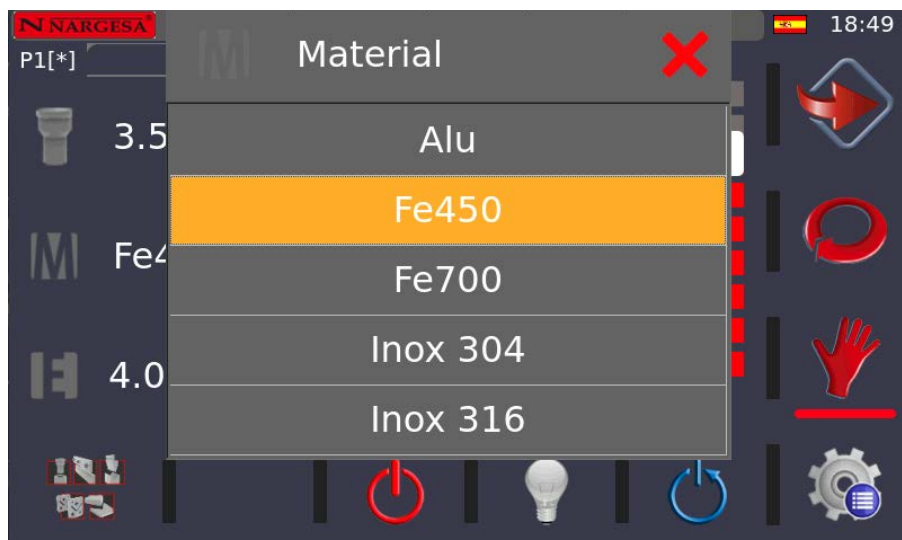 N NARGESA
Material
18:49
P1[*]
3.5
Alu
Fe450
Fe4
Fe700
Inox 304
4.0
Inox 316